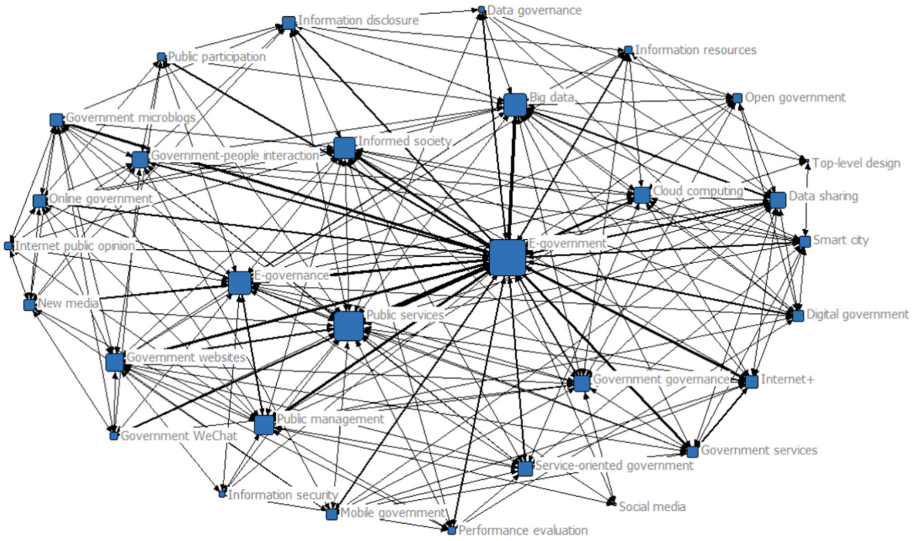 Data governance
Information disclosure
Information resources
Public participation
Big data
Open government
Government microblogs
Informed society
Government-people interaction
Top-level design
Cloud computing
Data sharing
Online government
Internet public opinion
E-government
Smart city
E-governance
New media
Public services
Digital government
Government websites
Government governance
Internet+
Public management
Government WeChat
Government services
Service-oriented government
Information security
Social media
Mobile government
Performance evaluation